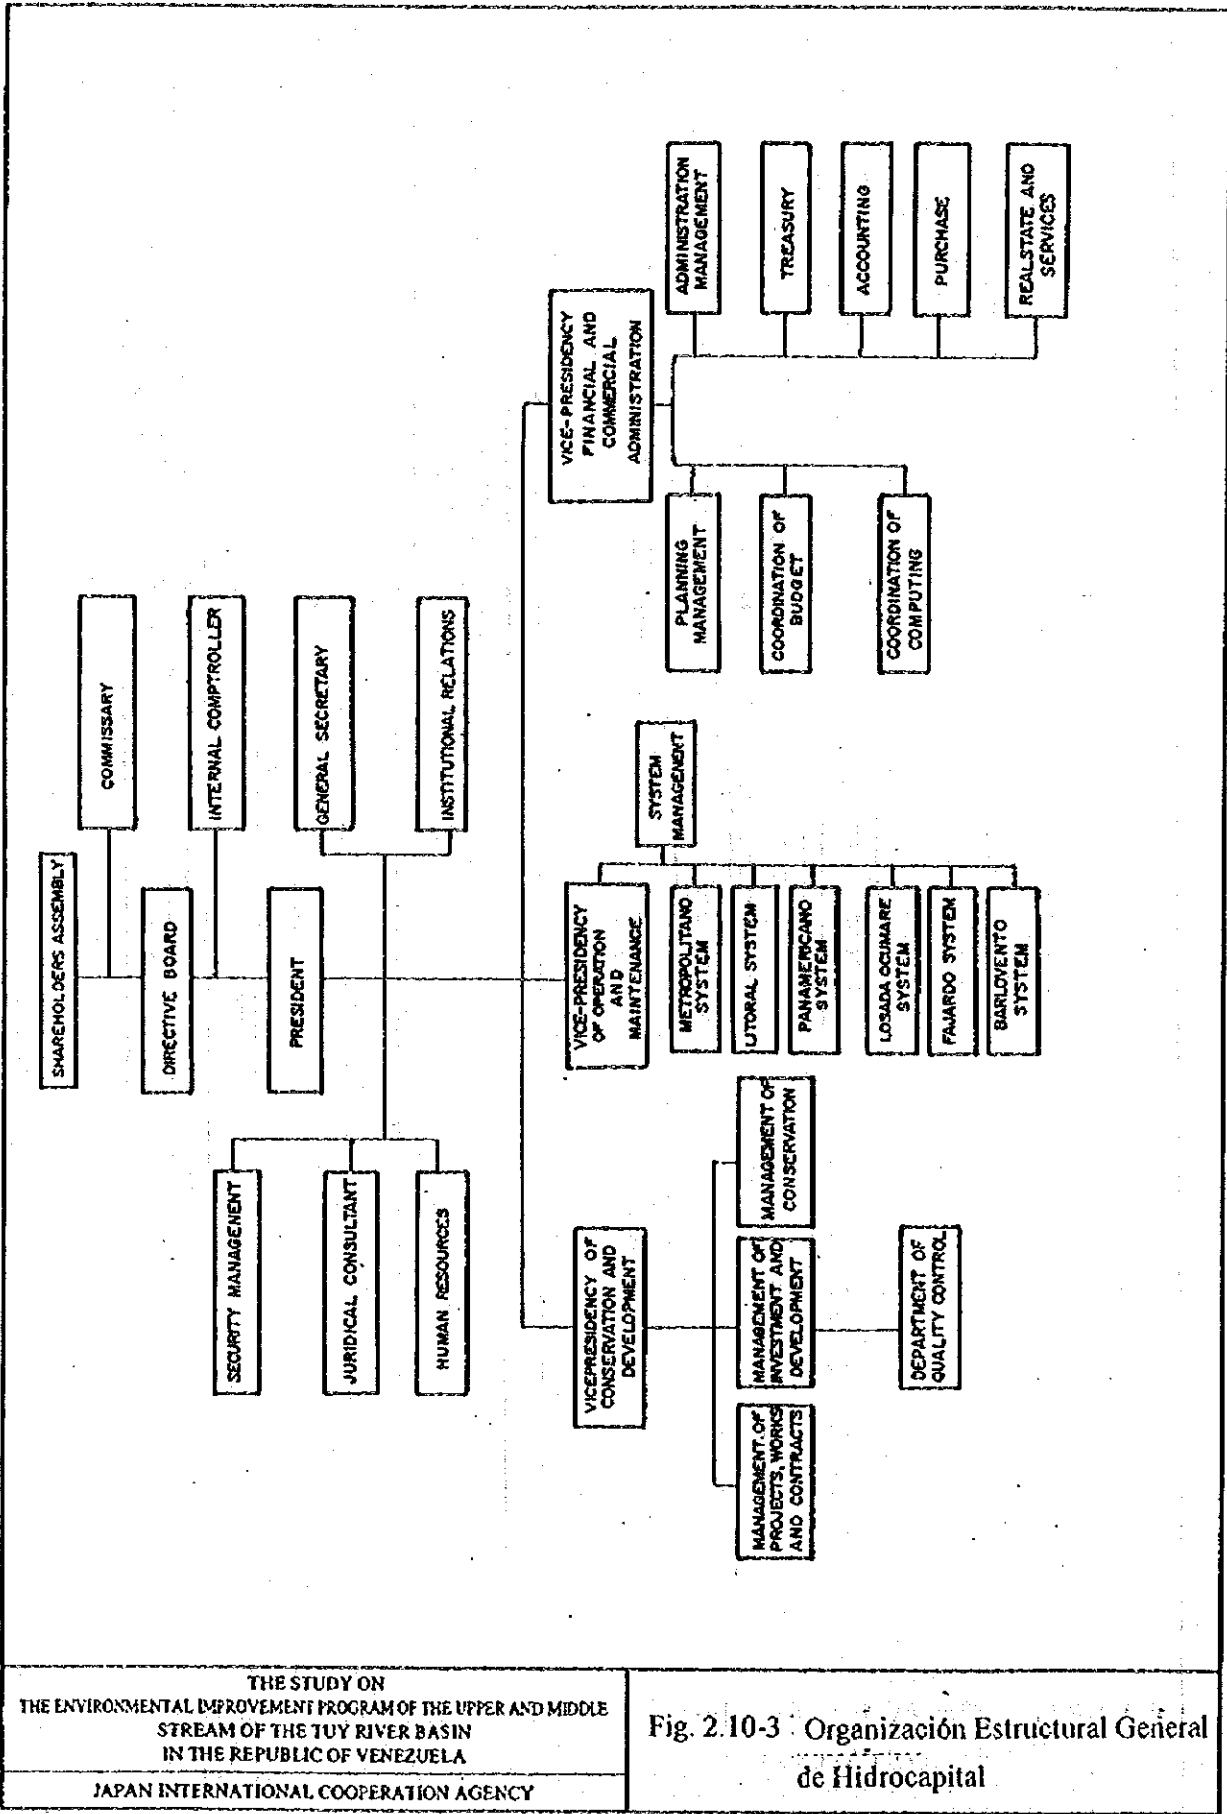 SHAREHOLDERS ASSEMBLY
COMMISSARY
DIRECTIVE BOARD
INTERNAL COMPTROLLER
PRESIDENT
SECURITY MANAGEMENT
JURIDICAL CONSULTANT
HUMAN RESOURCES
GENERAL SECRETARY
INSTITUTIONAL RELATIONS
VICEPRESIDENCY OF
CONSERVATION AND
DEVELOPMENT
MANAGEMENT OF
PROJECTS, WORKS
AND CONTRACTS
MANAGEMENT OF
INVESTMENT AND
DEVELOPMENT
MANAGEMENT OF
CONSERVATION
DEPARTMENT OF
QUALITY CONTROL
VICE-PRESIDENCY
OF OPERATION
AND
MAINTENANCE
SYSTEM
MANAGEMENT
METROPOLITANO
SYSTEM
LITORAL SYSTEM
PANAMERICANO
SYSTEM
LOSADA OCUMARE
SYSTEM
FAJARDO SYSTEM
BARLOVENTO
SYSTEM
VICE-PRESIDENCY
FINANCIAL AND
COMMERCIAL
ADMINISTRATION
PLANNING
MANAGEMENT
COORDINATION OF
BUDGET
COORDINATION OF
COMPUTING
ADMINISTRATION
MANAGEMENT
TREASURY
ACCOUNTING
PURCHASE
REALSTATE AND
SERVICES
THE STUDY ON
THE ENVIRONMENTAL IMPROVEMENT PROGRAM OF THE UPPER AND MIDDLE
STREAM OF THE TUY RIVER BASIN
IN THE REPUBLIC OF VENEZUELA
JAPAN INTERNATIONAL COOPERATION AGENCY
Fig. 2.10-3 Organización Estructural General
de Hidrocapital